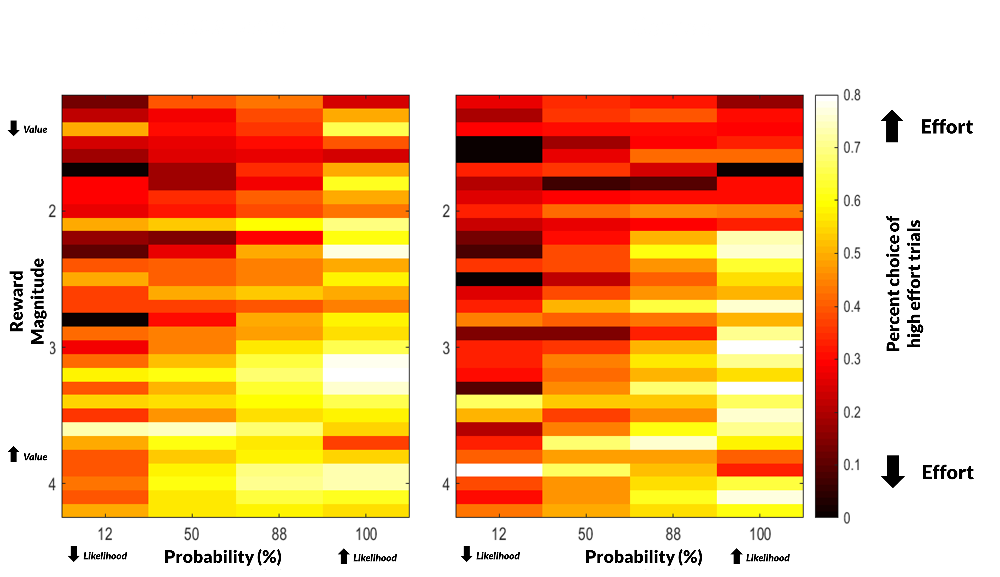 Value
Reward
Magnitude
Value
2
3
4
12 50 88 100
Likelihood Probability (%) Likelihood
2
3
4
12 50 88 100
Likelihood Probability (%) Likelihood
0.8
0.7
0.6
0.5
0.4
0.3
0.2
0.1
0
Effort
Percent choice of
high effort trials
Effort